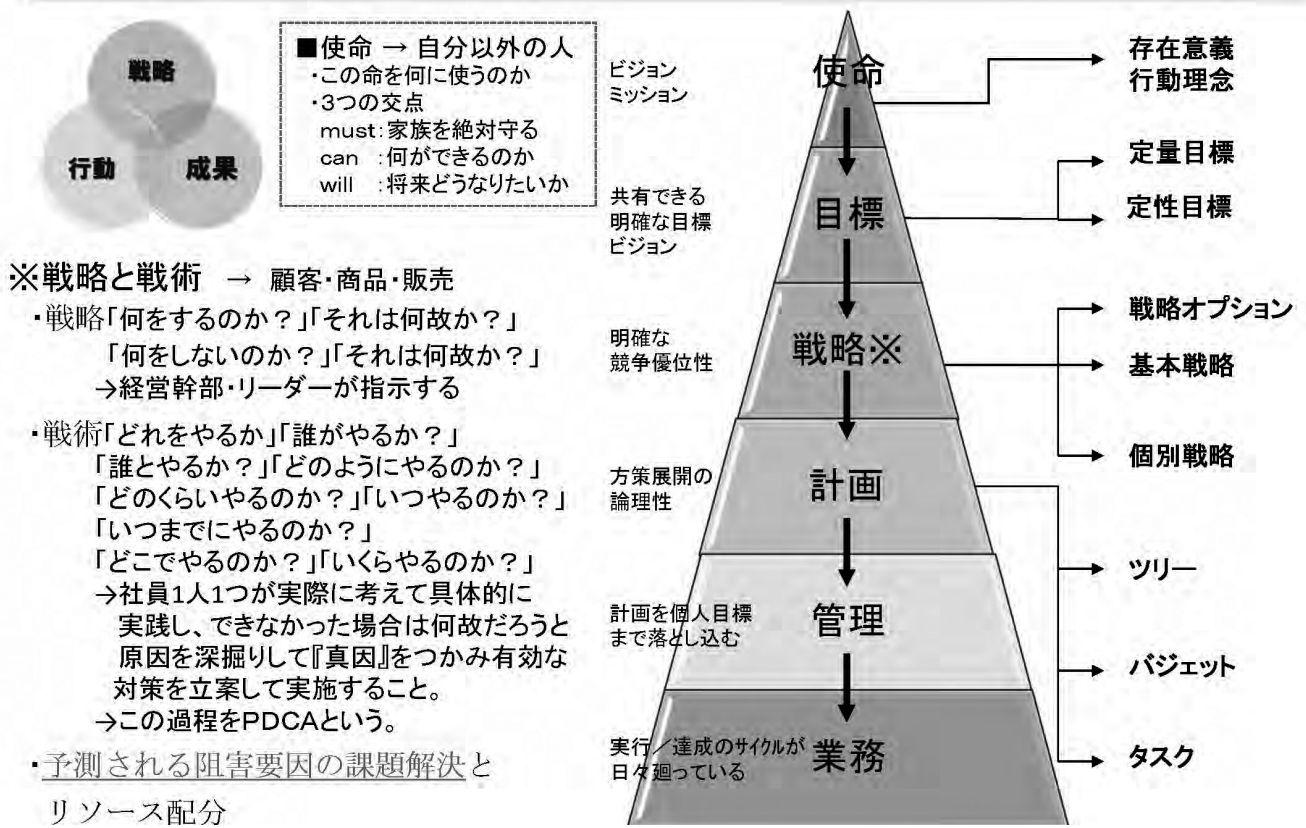 戦略
行動
成果
■使命 → 自分以外の人
・この命を何に使うのか
・3つの交点
must:家族を絶対守る
can :何ができるのか
will :将来どうなりたいか
※戦略と戦術 → 顧客・商品・販売
・戦略「何をするのか?」「それは何故か?」
「何をしないのか?」「それは何故か?」
→経営幹部・リーダーが指示する
・戦術「どれをやるか」「誰がやるか?」
「誰とやるか?」「どのようにやるのか?」
「どのくらいやるのか?」「いつやるのか?」
「いつまでにやるのか?」
「どこでやるのか?」「いくらやるのか?」
→社員1人1つが実際に考えて具体的に
実践し、できなかった場合は何故だろうと
原因を深掘りして『真因』をつかみ有効な
対策を立案して実施すること。
→この過程をPDCAという。
・予測される阻害要因の課題解決と
リソース配分
ビジョン
ミッション
使命
存在意義
行動理念
共有できる
明確な目標
ビジョン
目標
定量目標
定性目標
明確な
競争優位性
戦略※
戦略オプション
基本戦略
個別戦略
方策展開の
論理性
計画
ツリー
バジェット
タスク
計画を個人目標
まで落とし込む
管理
実行/達成のサイクルが
日々廻っている
業務